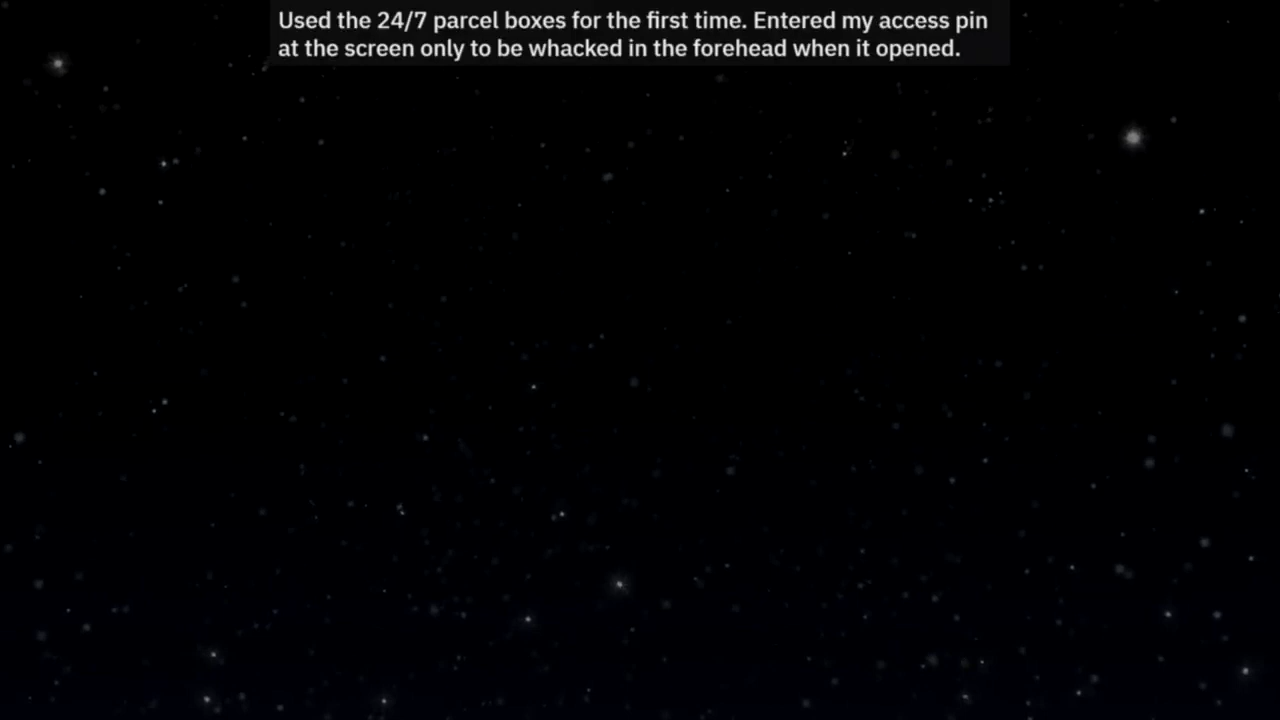 Used the 24/7 parcel boxes for the first time. Entered my access pin
at the screen only to be whacked in the forehead when it opened.